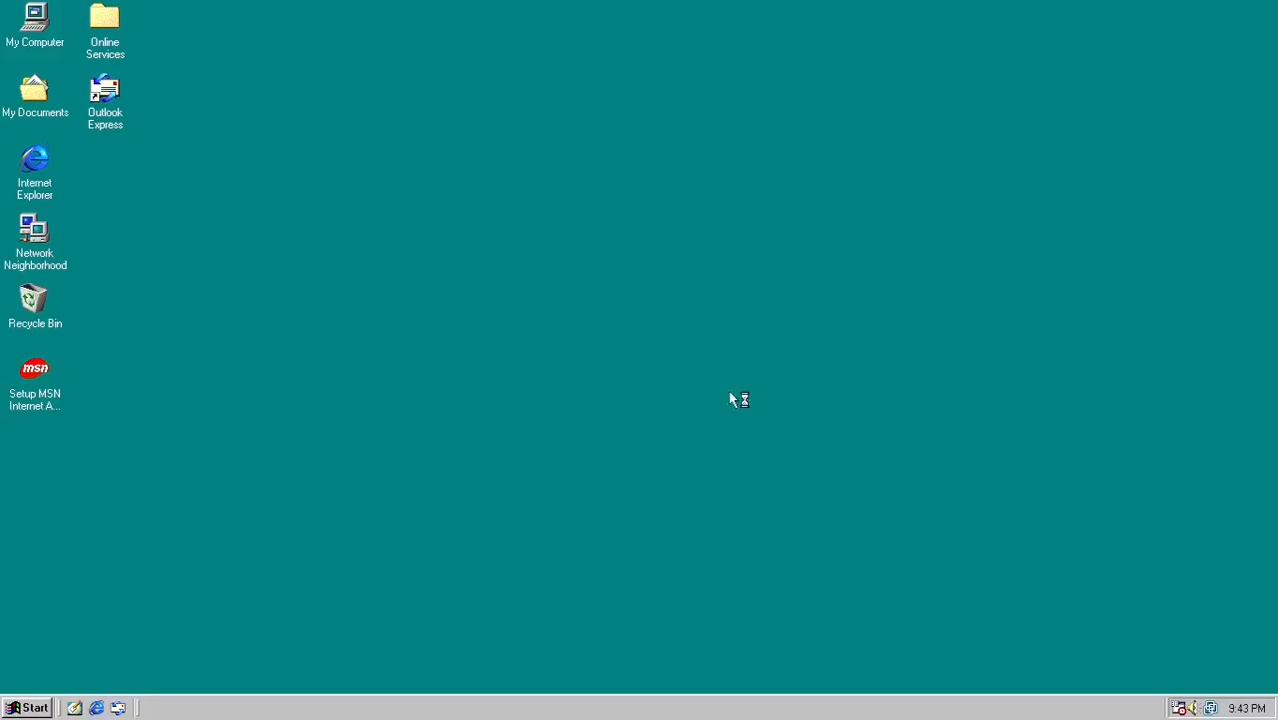 My Computer
Online
Services
My Documents
Outlook
Express
Internet
Explorer
Network
Neighborhood
Recycle Bin
msn
Setup MSN
Internet A...
Start
9:43 PM